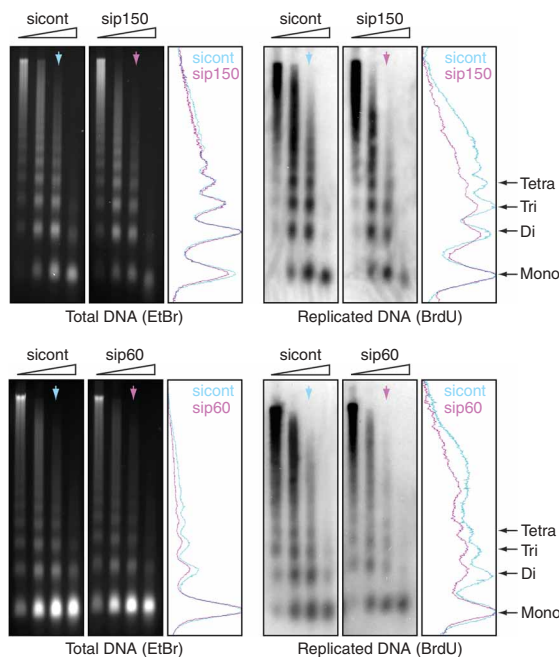 sicont sip150 sicont sip150
sicont
sip150
sicont
sip150
Tetra
Tri
Di
Mono
Total DNA (EtBr) Replicated DNA (BrdU)
sicont sip60 sicont sip60
sicont
sip60
sicont
sip60
Tetra
Tri
Di
Mono
Total DNA (EtBr) Replicated DNA (BrdU)